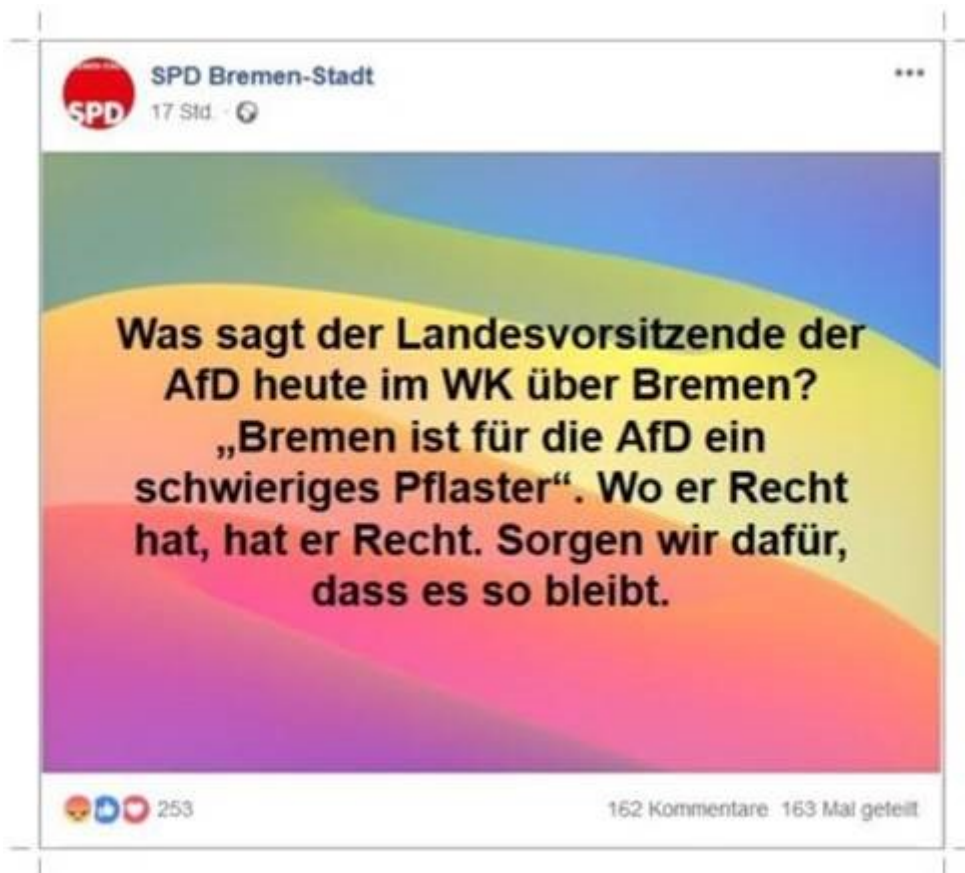 SPD Bremen-Stadt
SPD
17 Std.
Was sagt der Landesvorsitzende der
AfD heute im WK über Bremen?
„Bremen ist für die AfD ein
schwieriges Pflaster“. Wo er Recht
hat, hat er Recht. Sorgen wir dafür,
dass es so bleibt.
253
162 Kommentare 163 Mal geteilt